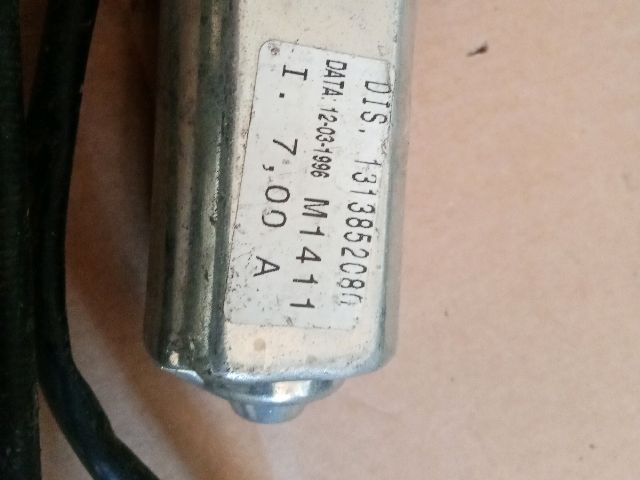 DIS. 1313852080
DATA: 12-03-1996 M1411
I. 7,00 A